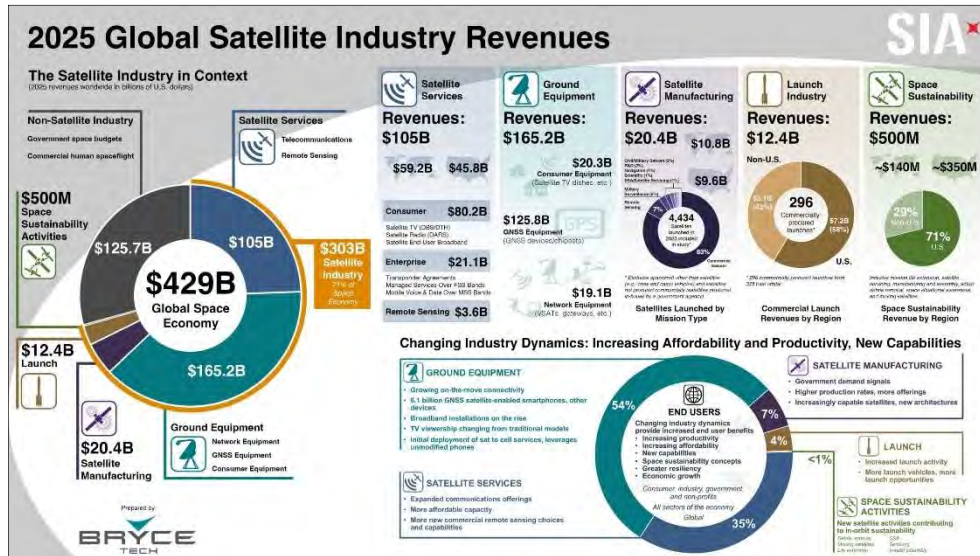 2025 Global Satellite Industry Revenues
SIA
The Satellite Industry in Context
(2025 revenues worldwide in billions of U.S. dollars)
Non-Satellite Industry
Government space budgets
Commercial human spaceflight
Satellite Services
Telecommunications
Remote Sensing
$500M
Space
Sustainability
Activities
$125.7B
$105B
$429B
Global Space
Economy
$303B
Satellite
Industry
71% of
Space
Economy
$165.2B
$12.4B
Launch
$20.4B
Satellite
Manufacturing
Ground Equipment
Network Equipment
GNSS Equipment
Consumer Equipment
Prepared by
BRYCE
TECH
Satellite
Services
Revenues:
$105B
$59.2B
$45.8B
Consumer $80.2B
Satellite TV (DBS/DTH)
Satellite Radio (DARS)
Satellite End User Broadband
Enterprise $21.1B
Transponder Agreements
Managed Services Over FSS Bands
Mobile Voice & Data Over MSS Bands
Remote Sensing $3.6B
Ground
Equipment
Revenues:
$165.2B
$20.3B
Consumer Equipment
(Satellite TV dishes, etc.)
$125.8B
GNSS Equipment
(GNSS devices/chipsets)
GPS
$19.1B
Network Equipment
(VSATs, gateways, etc.)
Satellite
Manufacturing
Revenues:
$20.4B
$10.8B
$9.6B
Remote
Sensing
7%
4,434
Satellites
launched in
2025 included
in study*
83%
Satellites Launched by
Mission Type
Launch
Industry
Revenues:
$12.4B
Non-U.S.
296
Commercially-
procured
launches*
(58%)
U.S.
Commercial Launch
Revenues by Region
Space
Sustainability
Revenues:
$500M
~$140M
~$350M
29%
71%
U.S.
Space Sustainability
Revenue by Region
Changing Industry Dynamics: Increasing Affordability and Productivity, New Capabilities
GROUND EQUIPMENT
• Growing on-the-move connectivity
• 6.1 billion GNSS satellite-enabled smartphones, other
devices
• Broadband installations on the rise
• TV viewership changing from traditional models
• Initial deployment of sat to cell services, leverages
unmodified phones
SATELLITE SERVICES
• Expanded communications offerings
• More affordable capacity
• More new commercial remote sensing choices
and capabilities
54%
7%
4%
<1%
35%
END USERS
Changing industry dynamics
provide increased end user benefits
• Increasing productivity
• Increasing affordability
• New capabilities
• Space sustainability concepts
• Greater resiliency
• Economic growth
Consumer, industry, government,
and non-profits
All sectors of the economy
Global
SATELLITE MANUFACTURING
• Government demand signals
• Higher production rates, more offerings
• Increasingly capable satellites, new architectures
LAUNCH
• Increased launch activity
• More launch vehicles, more
launch opportunities
SPACE SUSTAINABILITY
ACTIVITIES
New satellite activities contributing
to in-orbit sustainability